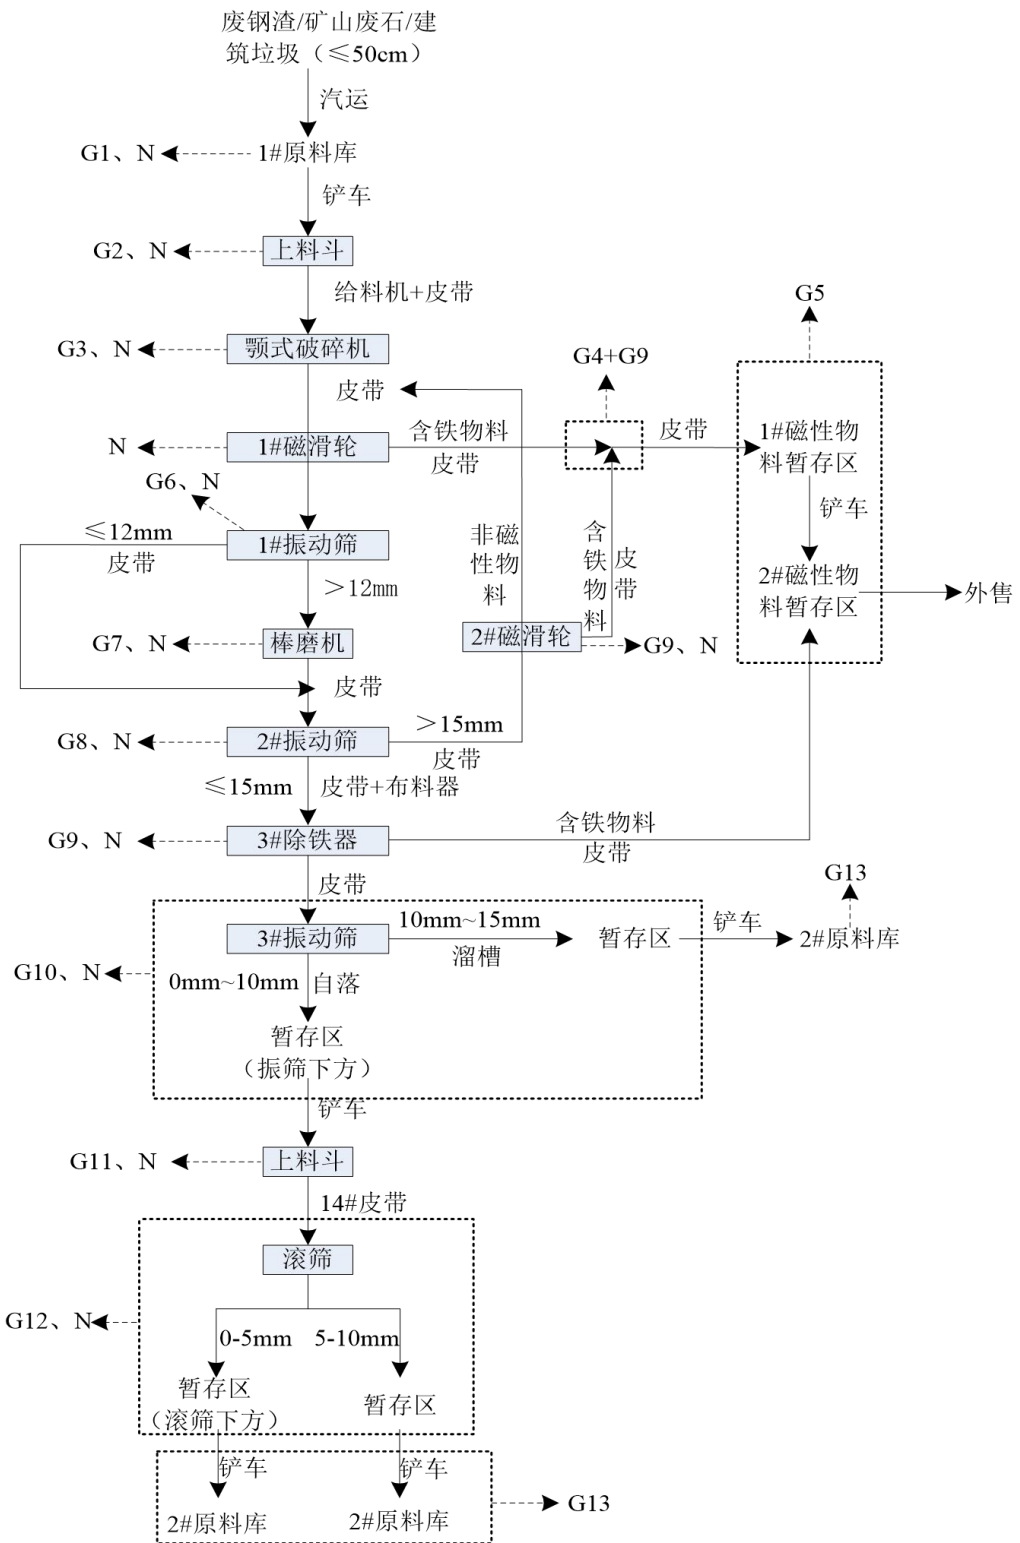 废钢渣/矿山废石/建
筑垃圾（≤50cm）
汽运
G1、N
1#原料库
铲车
G2、N
上料斗
给料机+皮带
G5
G3、N
颚式破碎机
G4+G9
皮带
N
1#磁滑轮
含铁物料
皮带
皮带
1#磁性物
料暂存区
G6、N
铲车
≤12mm
皮带
1#振动筛
非磁
性物
料
含
铁
物
料
皮
带
2#磁性物
料暂存区
外售
>12mm
G7、N
棒磨机
2#磁滑轮
G9、N
皮带
G8、N
2#振动筛
>15mm
皮带
≤15mm
皮带+布料器
G9、N
3#除铁器
含铁物料
皮带
皮带
G13
3#振动筛
10mm~15mm
溜槽
暂存区
铲车
2#原料库
G10、N
0mm~10mm
自落
暂存区
（振筛下方）
铲车
G11、N
上料斗
14#皮带
滚筛
G12、N
0-5mm
5-10mm
暂存区
（滚筛下方）
暂存区
铲车
铲车
2#原料库
2#原料库
G13